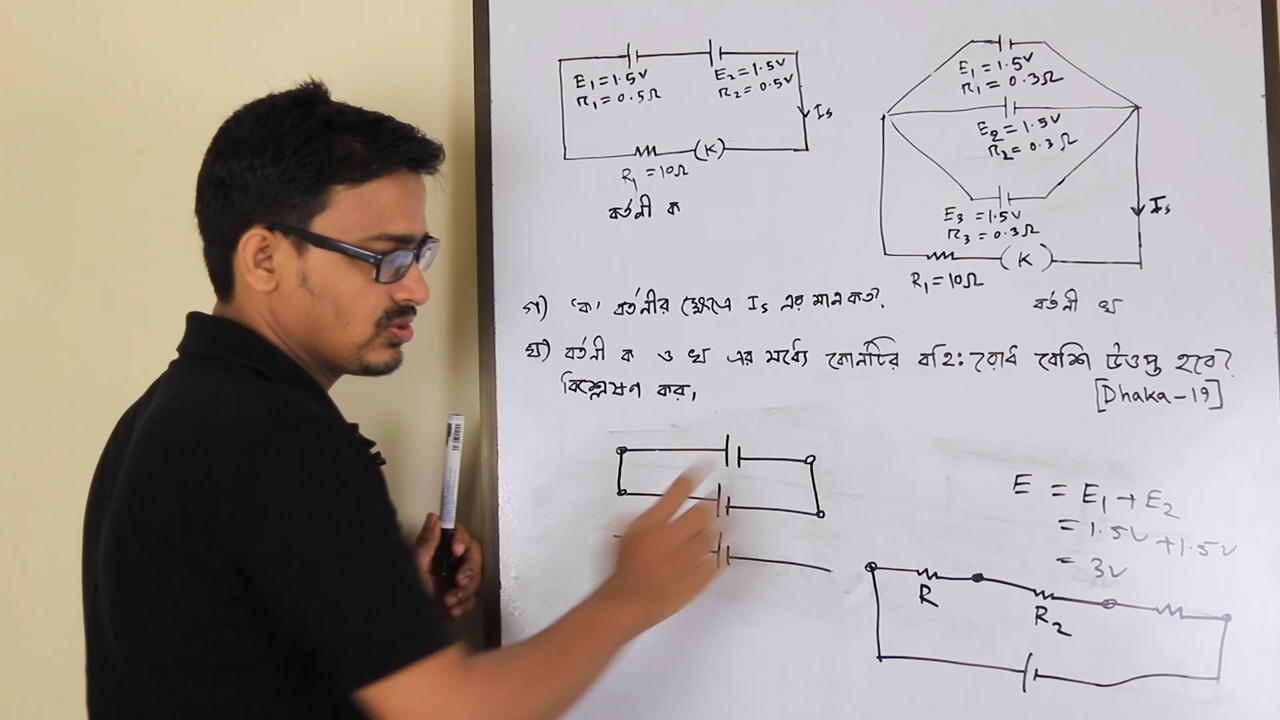 E₁=1.5V
r₁=0.5Ω
E₂=1.5V
r₂=0.5V
Is
(K)
R₁=10Ω
বর্তনী ক
E₁=1.5V
r₁=0.3Ω
E₂=1.5V
r₂=0.3Ω
E₃=1.5V
r₃=0.3Ω
Is
(K)
R₁=10Ω
বর্তনী খ
গ) 'ক' বর্তনীর ক্ষেত্রে Is এর মান কত?
ঘ) বর্তনী ক ও খ এর মধ্যে কোনটির বহিঃরোধ বেশি উত্তপ্ত হবে?
বিশ্লেষণ কর,
[Dhaka-19]
E = E₁+E₂
= 1.5V+1.5V
= 3V
R
R₂